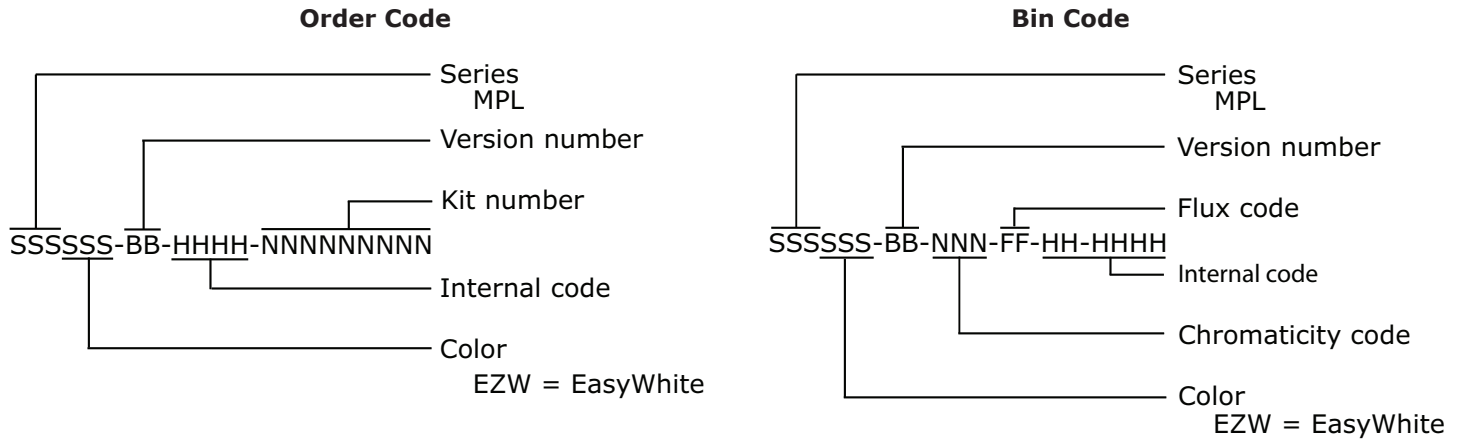 Order Code
Series
MPL
Version number
Kit number
SSSSSS-BB-HHHH-NNNNNNNNN
Internal code
Color
EZW = EasyWhite
Bin Code
Series
MPL
Version number
Flux code
SSSSSS-BB-NNN-FF-HH-HHHH
Internal code
Chromaticity code
Color
EZW = EasyWhite